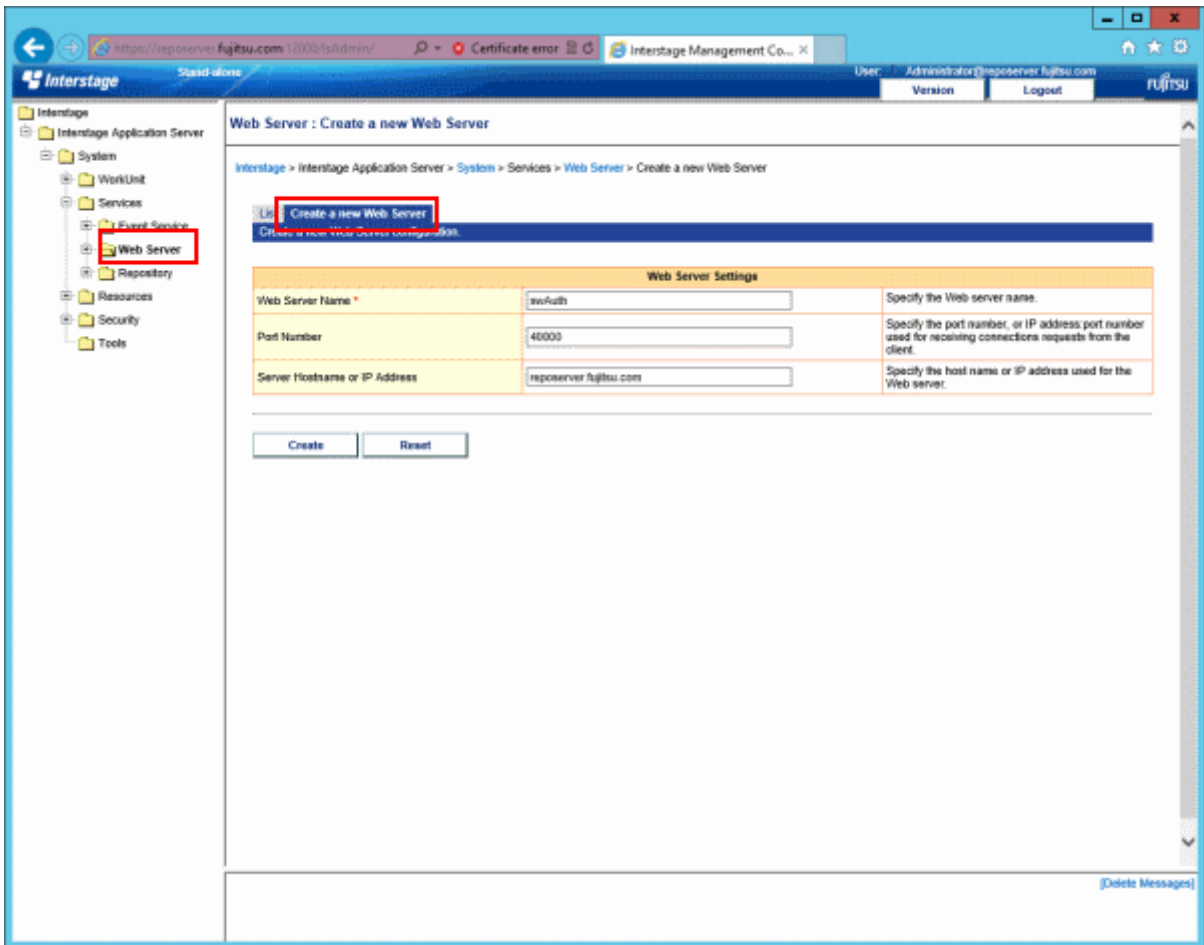 https://reposerver.fujitsu.com:12000/IsAdmin/
Certificate error
Interstage Management Co...
Interstage
Stand-alone
User: Administrator@reposerver.fujitsu.com
Version
Logout
FUJITSU
Interstage
Interstage Application Server
System
WorkUnit
Services
Event Service
Web Server
Repository
Resources
Security
Tools
Web Server : Create a new Web Server
Interstage > Interstage Application Server > System > Services > Web Server > Create a new Web Server
Create a new Web Server
Create a new Web Server configuration.
Web Server Settings
Web Server Name *
swAuth
Specify the Web server name.
Port Number
40000
Specify the port number, or IP address:port number
used for receiving connections requests from the
client.
Server Hostname or IP Address
reposerver.fujitsu.com
Specify the host name or IP address used for the
Web server.
Create
Reset
[Delete Messages]